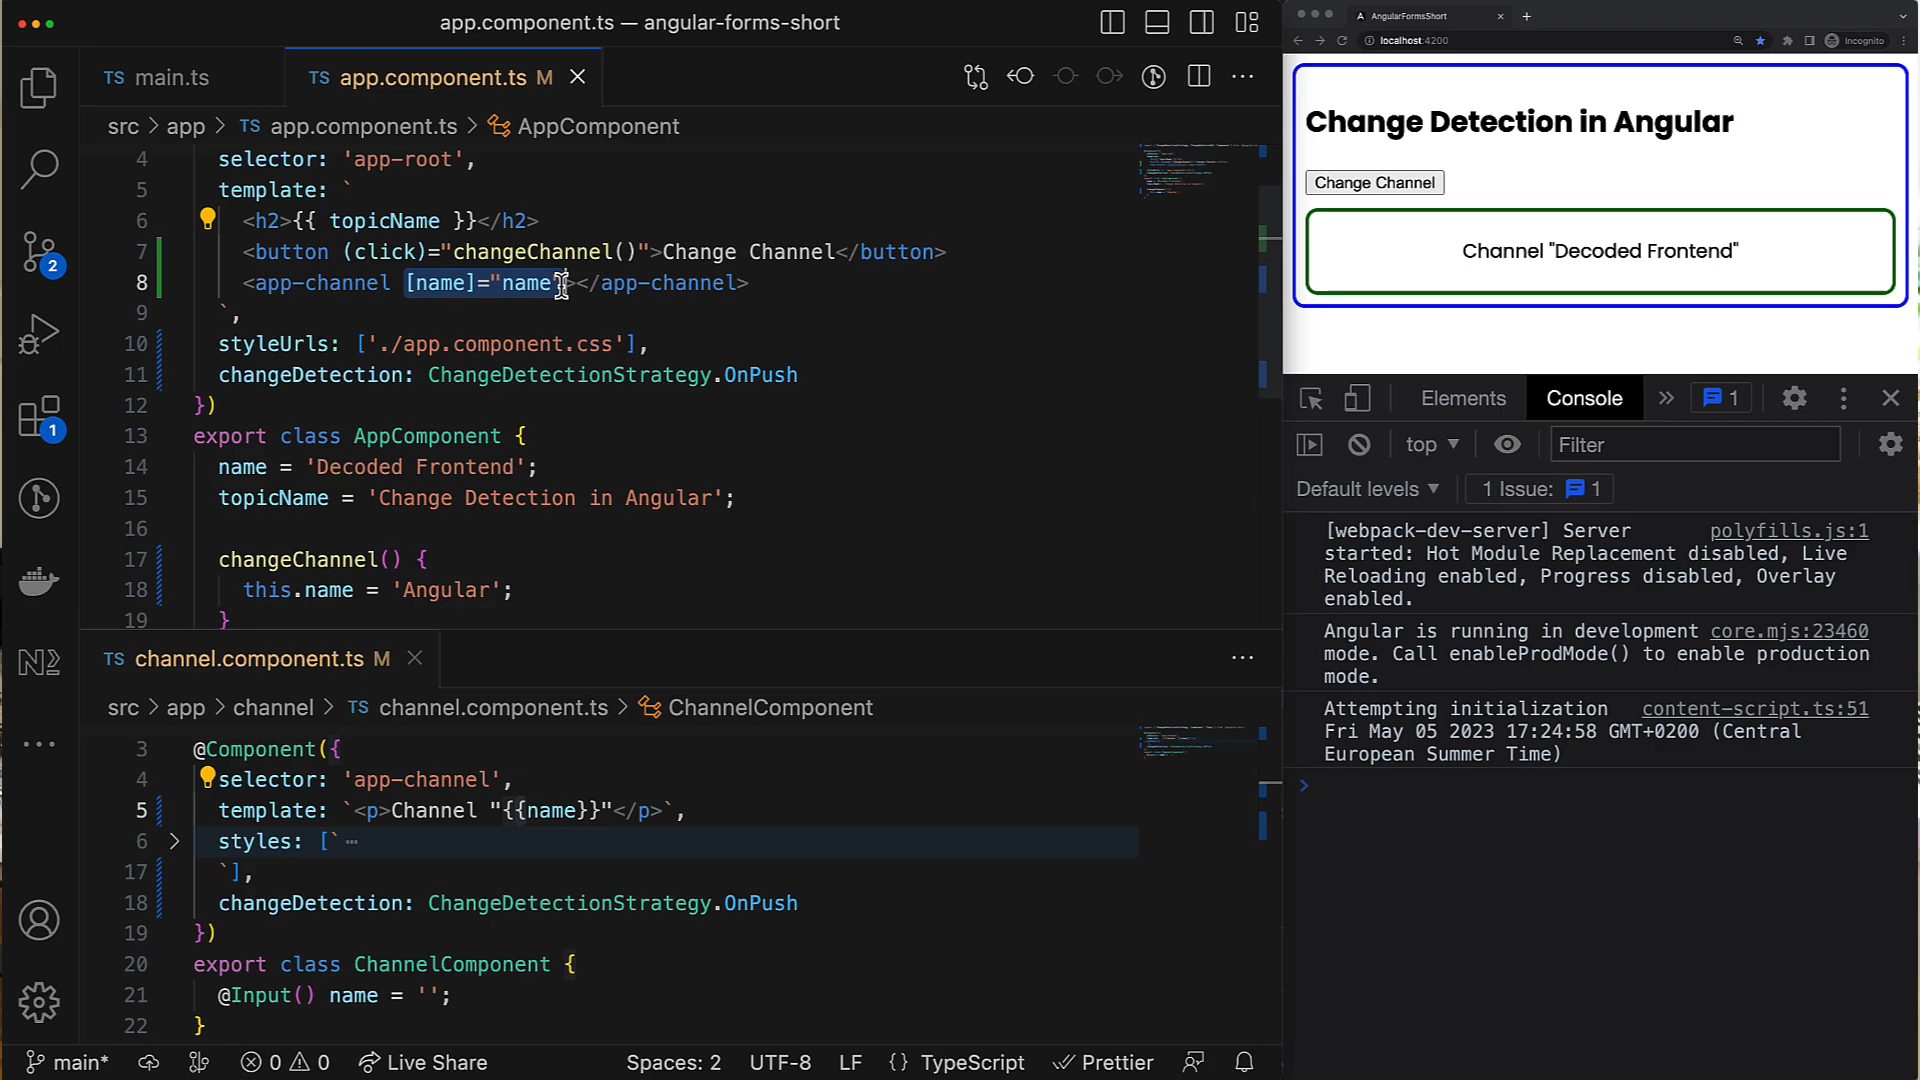 app.component.ts — angular-forms-short
TS main.ts
TS app.component.ts M
src > app > TS app.component.ts > AppComponent
4 selector: 'app-root',
5 template: `
6 <h2>{{ topicName }}</h2>
7 <button (click)="changeChannel()">Change Channel</button>
8 <app-channel [name]="name"></app-channel>
9 `,
10 styleUrls: ['./app.component.css'],
11 changeDetection: ChangeDetectionStrategy.OnPush
12 })
13 export class AppComponent {
14 name = 'Decoded Frontend';
15 topicName = 'Change Detection in Angular';
16
17 changeChannel() {
18 this.name = 'Angular';
19 }
2
1
TS channel.component.ts M
src > app > channel > TS channel.component.ts > ChannelComponent
3 @Component({
4 selector: 'app-channel',
5 template: `<p>Channel "{{name}}"</p>`,
6 styles: [` ⋯
17 `],
18 changeDetection: ChangeDetectionStrategy.OnPush
19 })
20 export class ChannelComponent {
21 @Input() name = '';
22 }
main* 0 0 Live Share Spaces: 2 UTF-8 LF {} TypeScript Prettier
AngularFormsShort
localhost:4200 Incognito
Change Detection in Angular
Change Channel
Channel "Decoded Frontend"
Elements Console » 1
top Filter
Default levels 1 Issue: 1
[webpack-dev-server] Server polyfills.js:1
started: Hot Module Replacement disabled, Live
Reloading enabled, Progress disabled, Overlay
enabled.
Angular is running in development core.mjs:23460
mode. Call enableProdMode() to enable production
mode.
Attempting initialization content-script.ts:51
Fri May 05 2023 17:24:58 GMT+0200 (Central
European Summer Time)